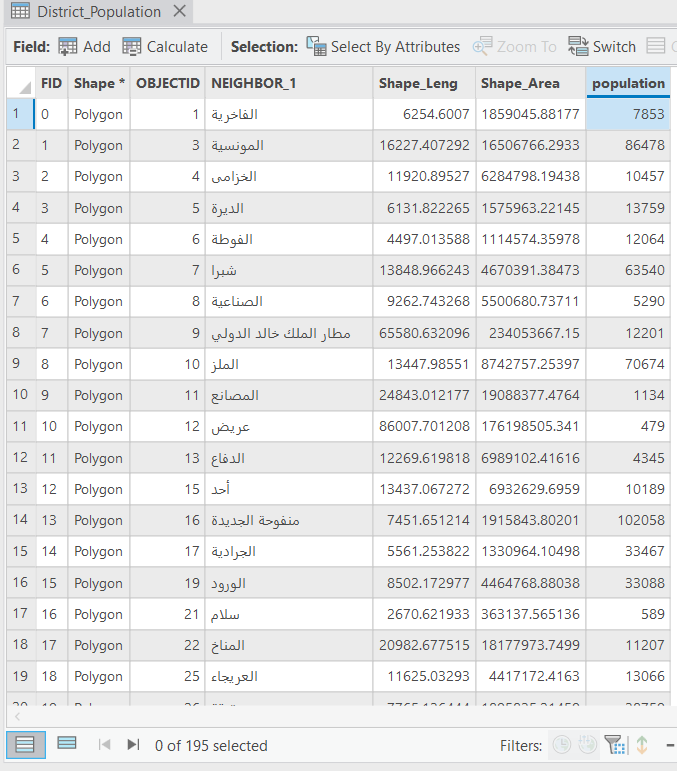 District_Population
Field: Add Calculate Selection: Select By Attributes Zoom To Switch
FID Shape * OBJECTID NEIGHBOR_1 Shape_Leng Shape_Area population
1 0 Polygon 1 الفاخرية 6254.6007 1859045.88177 7853
2 1 Polygon 3 المونسية 16227.407292 16506766.2933 86478
3 2 Polygon 4 الخزامى 11920.89527 6284798.19438 10457
4 3 Polygon 5 الديرة 6131.822265 1575963.22145 13759
5 4 Polygon 6 الفوطة 4497.013588 1114574.35978 12064
6 5 Polygon 7 شبرا 13848.966243 4670391.38473 63540
7 6 Polygon 8 الصناعية 9262.743268 5500680.73711 5290
8 7 Polygon 9 مطار الملك خالد الدولي 65580.632096 234053667.15 12201
9 8 Polygon 10 الملز 13447.98551 8742757.25397 70674
10 9 Polygon 11 المصانع 24843.012177 19088377.4764 1134
11 10 Polygon 12 عريض 86007.701208 176198505.341 479
12 11 Polygon 13 الدفاع 12269.619818 6989102.41616 4345
13 12 Polygon 15 أحد 13437.067272 6932629.6959 10189
14 13 Polygon 16 منفوحة الجديدة 7451.651214 1915843.80201 102058
15 14 Polygon 17 الجرادية 5561.253822 1330964.10498 33467
16 15 Polygon 19 الورود 8502.172977 4464768.88038 33088
17 16 Polygon 21 سلام 2670.621933 363137.565136 589
18 17 Polygon 22 المناخ 20982.677515 18177973.7499 11207
19 18 Polygon 25 العريجاء 11625.03293 4417172.4163 13066
0 of 195 selected Filters: